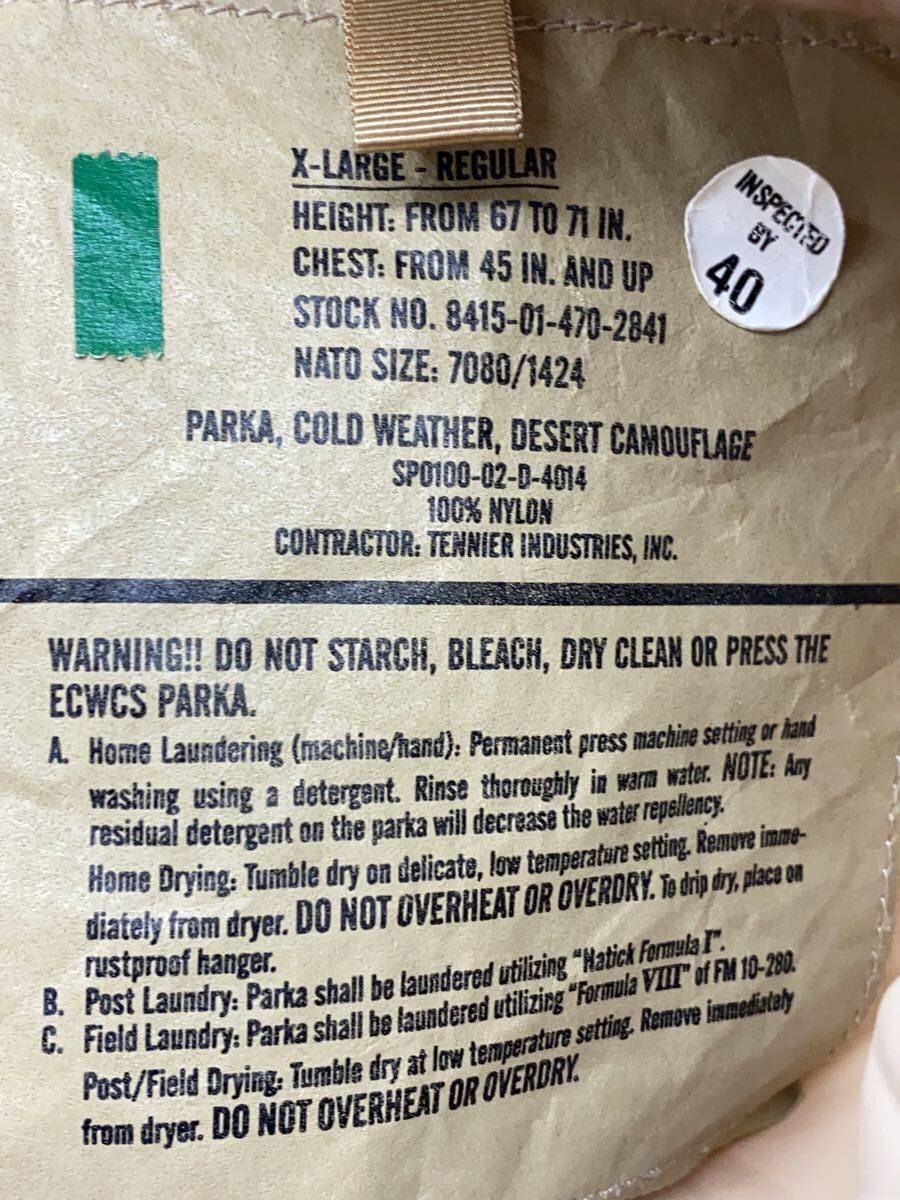 X-LARGE - REGULAR
HEIGHT: FROM 67 TO 71 IN.
CHEST: FROM 45 IN. AND UP
STOCK NO. 8415-01-470-2841
NATO SIZE: 7080/1424
INSPECTED
BY
40
PARKA, COLD WEATHER, DESERT CAMOUFLAGE
SP0100-02-D-4014
100% NYLON
CONTRACTOR: TENNIER INDUSTRIES, INC.
WARNING!! DO NOT STARCH, BLEACH, DRY CLEAN OR PRESS THE
ECWCS PARKA.
A. Home Laundering (machine/hand): Permanent press machine setting or hand
washing using a detergent. Rinse thoroughly in warm water. NOTE: Any
residual detergent on the parka will decrease the water repellency.
Home Drying: Tumble dry on delicate, low temperature setting. Remove imme-
diately from dryer. DO NOT OVERHEAT OR OVERDRY. To drip dry, place on
rustproof hanger.
B. Post Laundry: Parka shall be laundered utilizing "Natick Formula I".
C. Field Laundry: Parka shall be laundered utilizing "Formula VIII" of FM 10-280.
Post/Field Drying: Tumble dry at low temperature setting. Remove immediately
from dryer. DO NOT OVERHEAT OR OVERDRY.